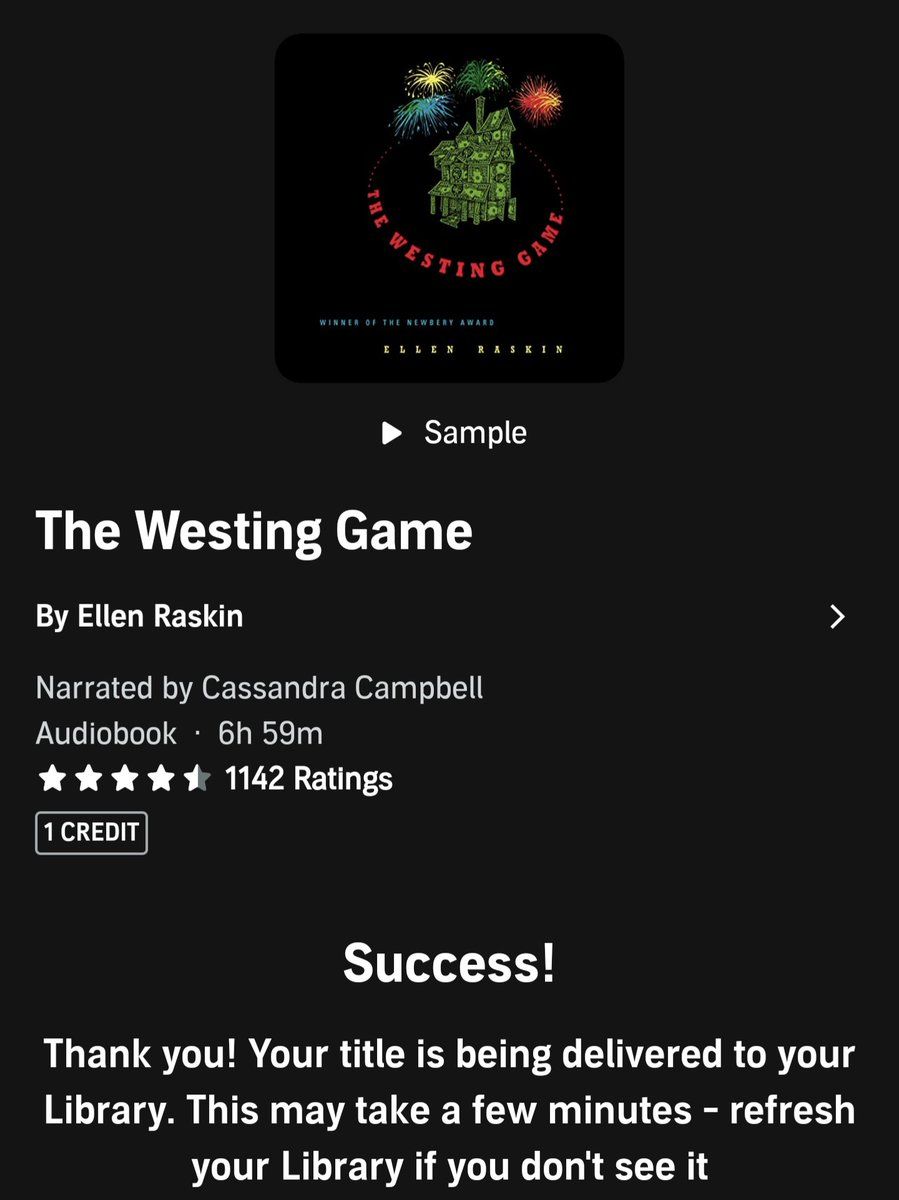 THE WESTING GAME
WINNER OF THE NEWBERY AWARD
ELLEN RASKIN
Sample
The Westing Game
By Ellen Raskin
Narrated by Cassandra Campbell
Audiobook · 6h 59m
1142 Ratings
1 CREDIT
Success!
Thank you! Your title is being delivered to your
Library. This may take a few minutes - refresh
your Library if you don't see it